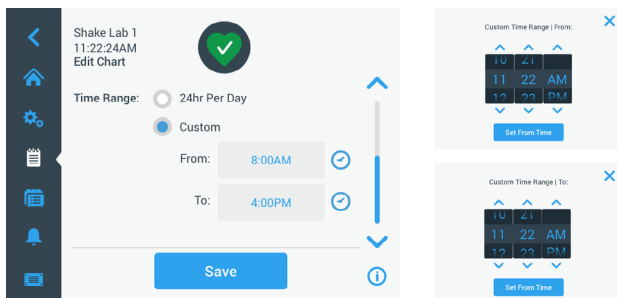 Shake Lab 1
11:22:24AM
Edit Chart
Time Range: 24hr Per Day
Custom
From: 8:00AM
To: 4:00PM
Save
Custom Time Range | From:
10 21
11 22 AM
12 23 PM
Set From Time
Custom Time Range | To:
10 21
11 22 AM
12 23 PM
Set From Time